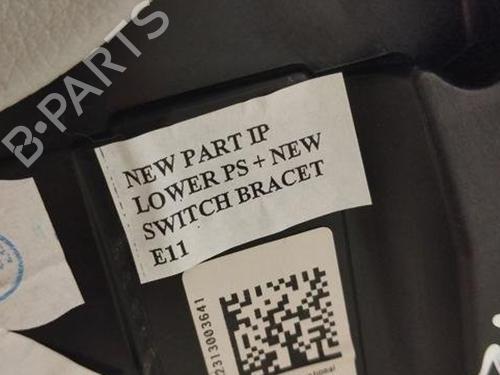 B-PARTS
NEW PART IP
LOWER PS + NEW
SWITCH BRACET
E11
2313003641